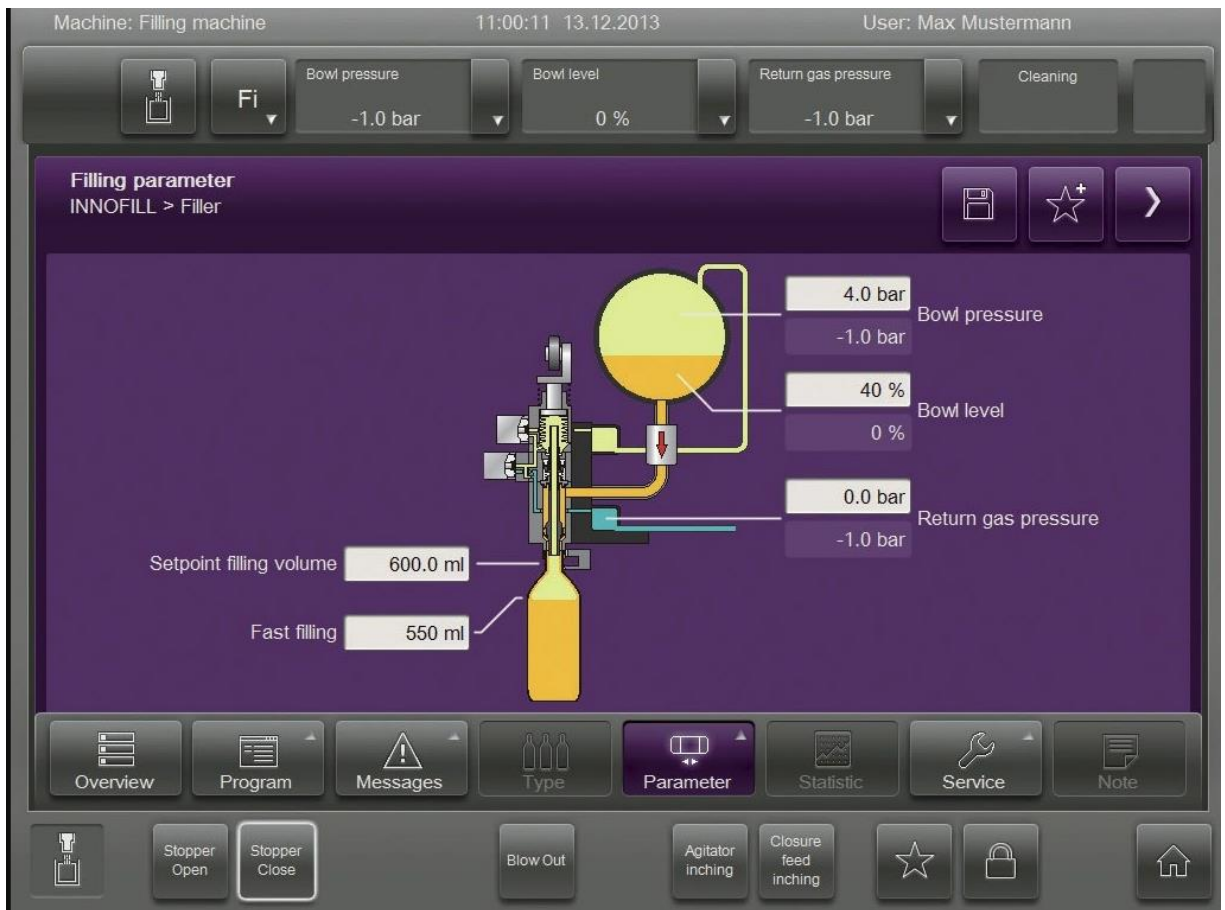 Machine: Filling machine
11:00:11 13.12.2013
User: Max Mustermann
Fi
Bowl pressure
-1.0 bar
Bowl level
0 %
Return gas pressure
-1.0 bar
Cleaning
Filling parameter
INNOFILL > Filler
4.0 bar
Bowl pressure
-1.0 bar
40 %
Bowl level
0 %
0.0 bar
Return gas pressure
-1.0 bar
Setpoint filling volume
600.0 ml
Fast filling
550 ml
Overview
Program
Messages
Type
Parameter
Statistic
Service
Note
Stopper
Open
Stopper
Close
Blow Out
Agitator
inching
Closure
feed
inching